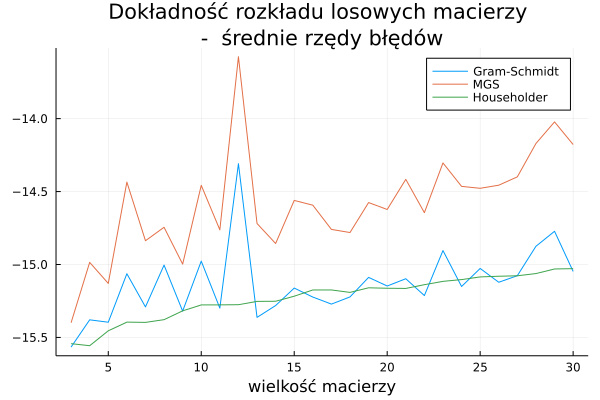 Dokładność rozkładu losowych macierzy
- średnie rzędy błędów
Gram-Schmidt
MGS
Householder
−14.0
−14.5
−15.0
−15.5
5
10
15
20
25
30
wielkość macierzy